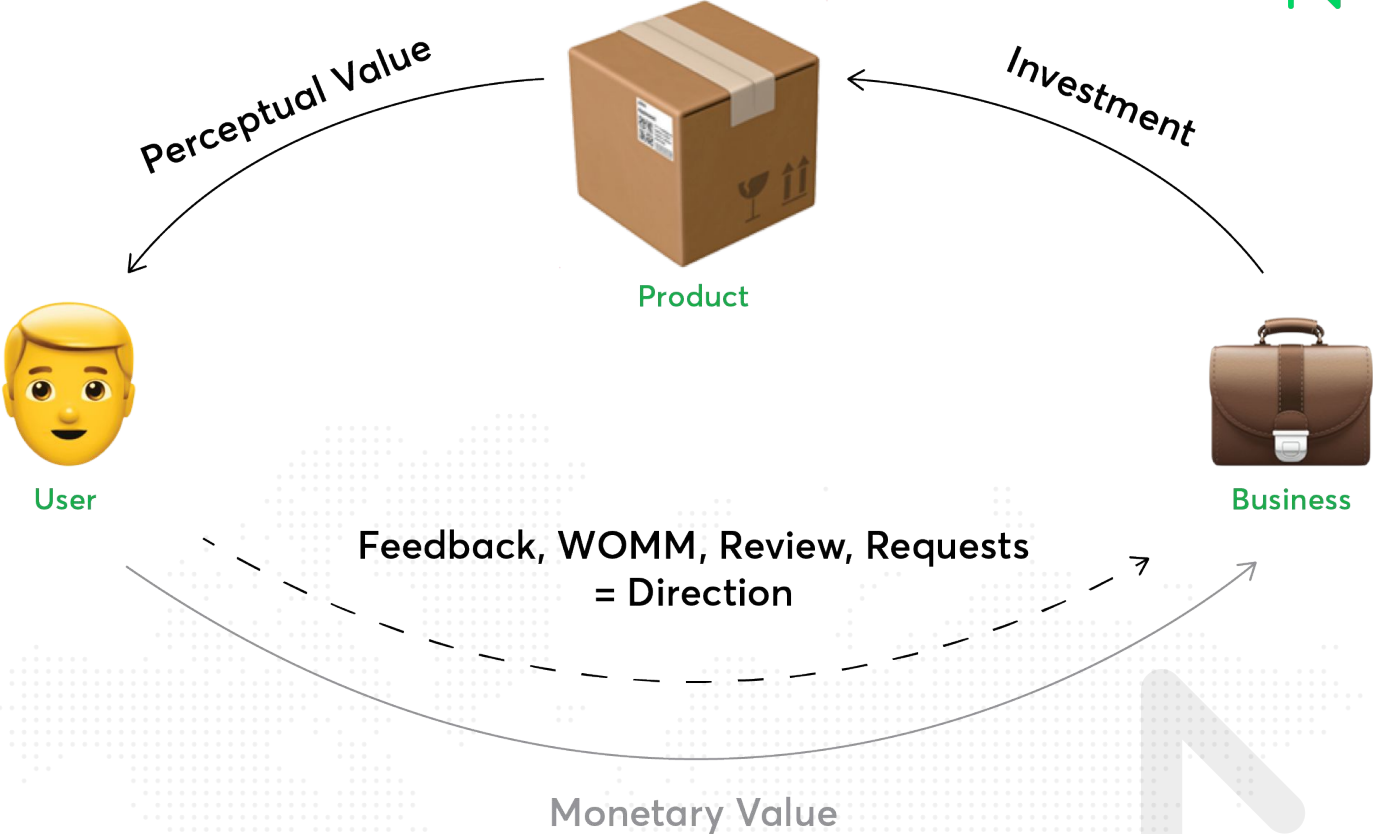 Perceptual Value
Investment
Product
User
Business
Feedback, WOMM, Review, Requests
= Direction
Monetary Value